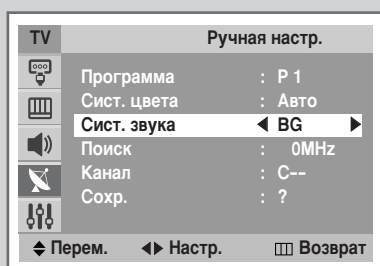 TV Ручная настр.
Программа : P 1
Сист. цвета : Авто
Сист. звука ◀ BG ▶
Поиск : 0MHz
Канал : C--
Сохр. : ?
Перем. Настр. Возврат